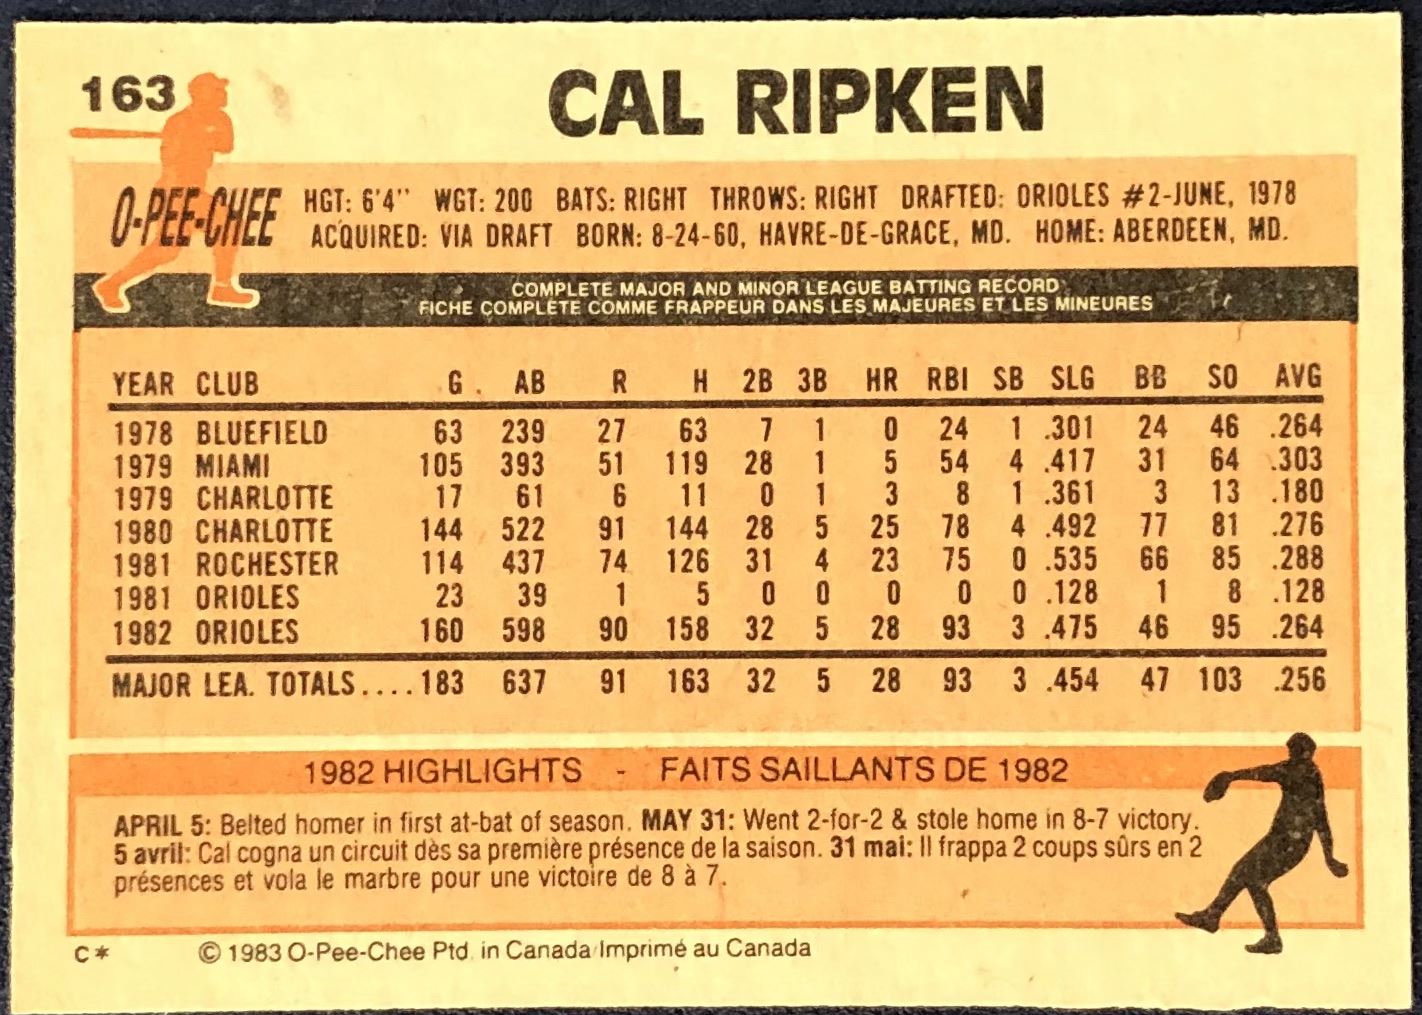 163
CAL RIPKEN
O-PEE-CHEE
HGT: 6'4" WGT: 200 BATS: RIGHT THROWS: RIGHT DRAFTED: ORIOLES #2-JUNE, 1978
ACQUIRED: VIA DRAFT BORN: 8-24-60, HAVRE-DE-GRACE, MD. HOME: ABERDEEN, MD.
COMPLETE MAJOR AND MINOR LEAGUE BATTING RECORD
FICHE COMPLÈTE COMME FRAPPEUR DANS LES MAJEURES ET LES MINEURES
YEAR CLUB G AB R H 2B 3B HR RBI SB SLG BB SO AVG
1978 BLUEFIELD 63 239 27 63 7 1 0 24 1 .301 24 46 .264
1979 MIAMI 105 393 51 119 28 1 5 54 4 .417 31 64 .303
1979 CHARLOTTE 17 61 6 11 0 1 3 8 1 .361 3 13 .180
1980 CHARLOTTE 144 522 91 144 28 5 25 78 4 .492 77 81 .276
1981 ROCHESTER 114 437 74 126 31 4 23 75 0 .535 66 85 .288
1981 ORIOLES 23 39 1 5 0 0 0 0 0 .128 1 8 .128
1982 ORIOLES 160 598 90 158 32 5 28 93 3 .475 46 95 .264
MAJOR LEA. TOTALS....183 637 91 163 32 5 28 93 3 .454 47 103 .256
1982 HIGHLIGHTS - FAITS SAILLANTS DE 1982
APRIL 5: Belted homer in first at-bat of season. MAY 31: Went 2-for-2 & stole home in 8-7 victory.
5 avril: Cal cogna un circuit dès sa première présence de la saison. 31 mai: Il frappa 2 coups sûrs en 2
présences et vola le marbre pour une victoire de 8 à 7.
C* © 1983 O-Pee-Chee Ptd. in Canada/Imprimé au Canada